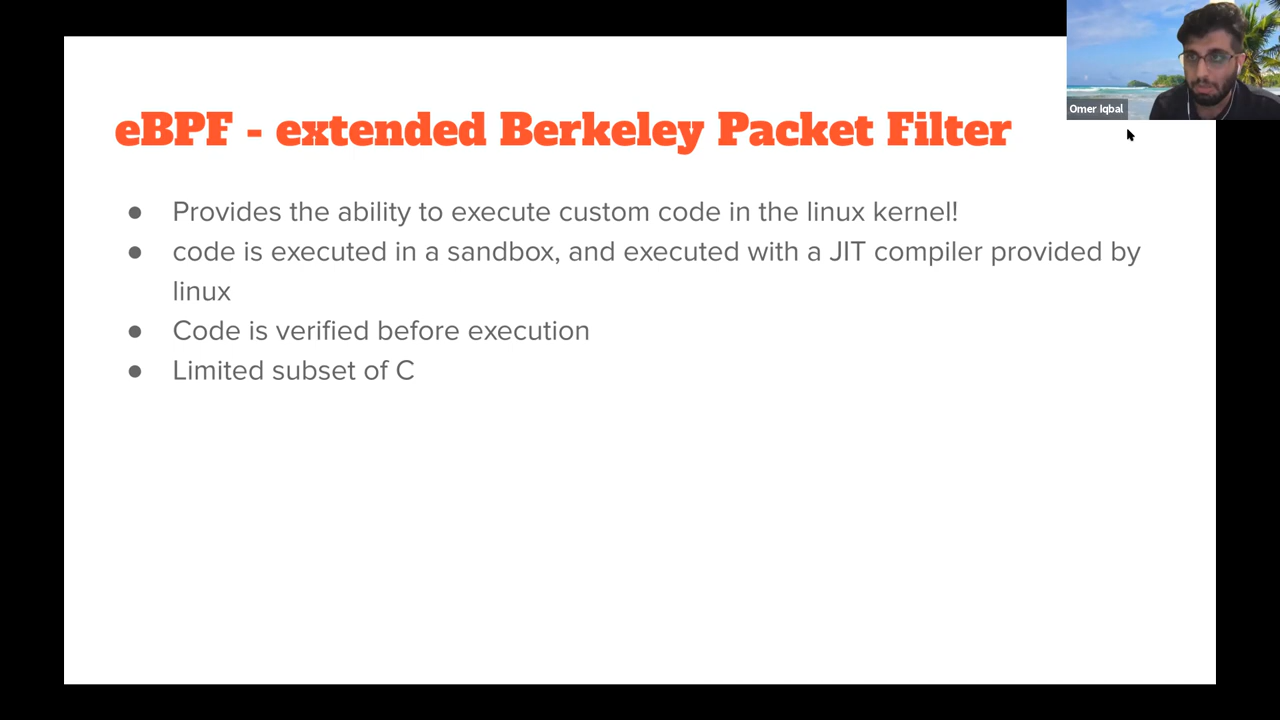 Omer Iqbal
eBPF - extended Berkeley Packet Filter
● Provides the ability to execute custom code in the linux kernel!
● code is executed in a sandbox, and executed with a JIT compiler provided by
linux
● Code is verified before execution
● Limited subset of C